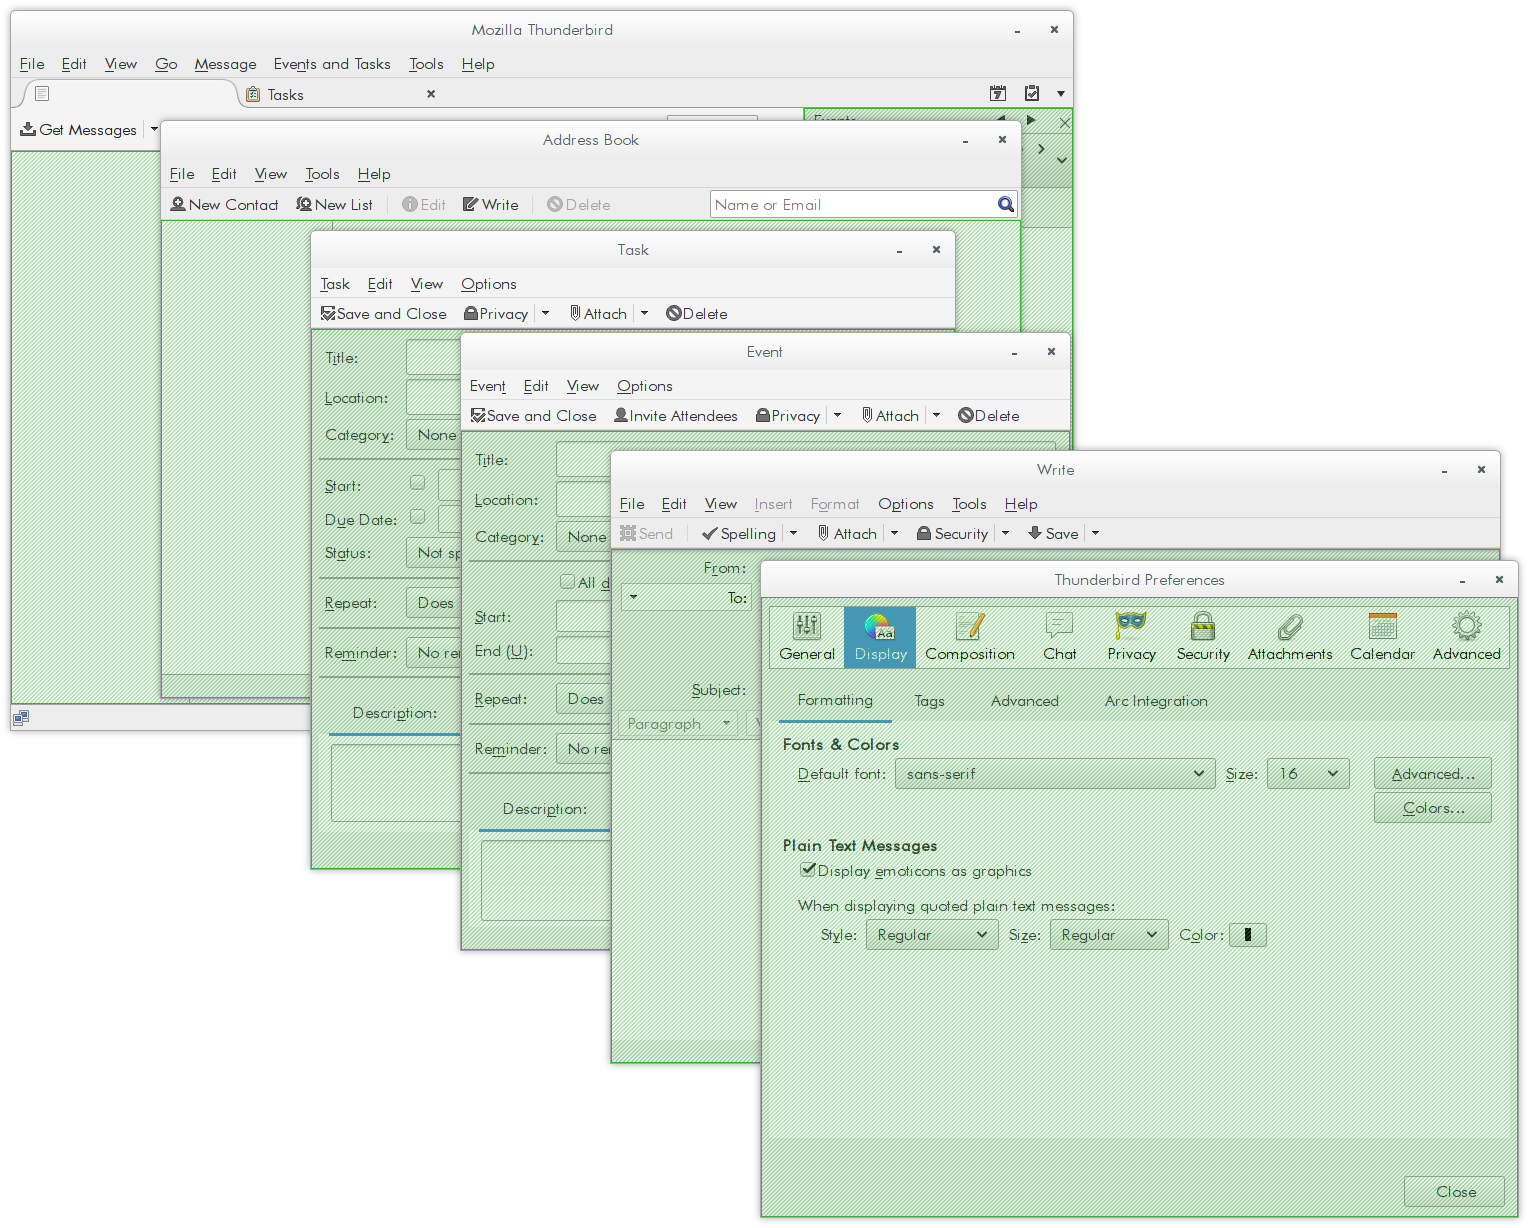 Mozilla Thunderbird
File Edit View Go Message Events and Tasks Tools Help
Tasks
Get Messages
Events
Address Book
File Edit View Tools Help
New Contact New List Edit Write Delete Name or Email
Task
Task Edit View Options
Save and Close Privacy Attach Delete
Title:
Location:
Category: None
Start:
Due Date:
Status: Not sp
Repeat: Does
Reminder: No re
Description:
Event
Event Edit View Options
Save and Close Invite Attendees Privacy Attach Delete
Title:
Location:
Category: None
All d
Start:
End (U):
Repeat: Does
Reminder: No re
Description:
Write
File Edit View Insert Format Options Tools Help
Send Spelling Attach Security Save
From:
To:
Subject:
Paragraph
Thunderbird Preferences
General Display Composition Chat Privacy Security Attachments Calendar Advanced
Formatting Tags Advanced Arc Integration
Fonts & Colors
Default font: sans-serif Size: 16 Advanced...
Colors...
Plain Text Messages
Display emoticons as graphics
When displaying quoted plain text messages:
Style: Regular Size: Regular Color:
Close